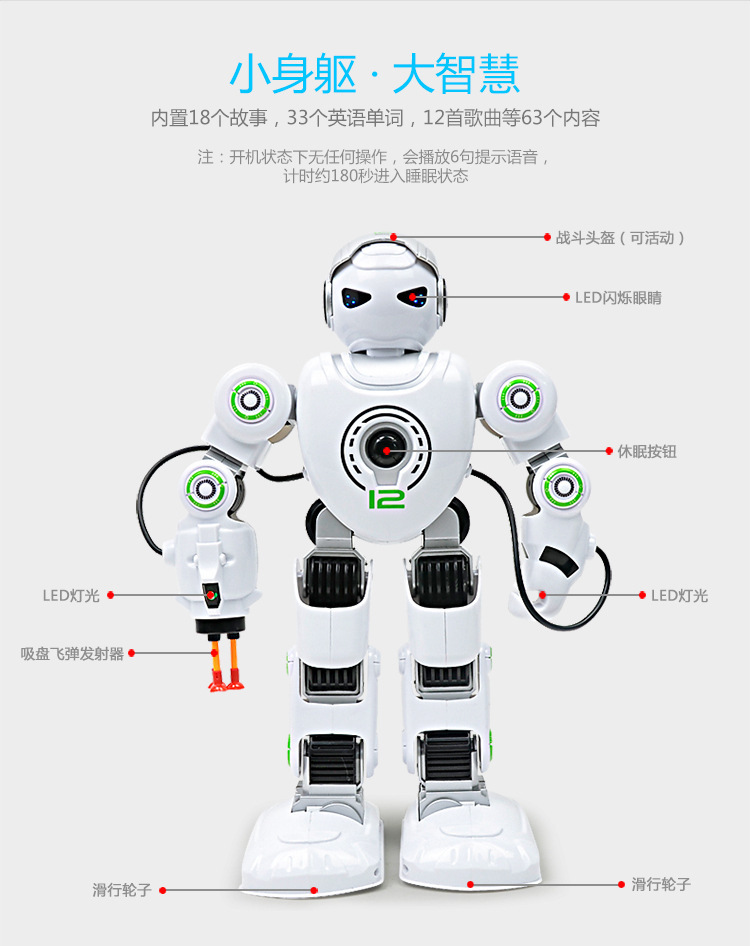 小身躯·大智慧
内置18个故事，33个英语单词，12首歌曲等63个内容
注：开机状态下无任何操作，会播放6句提示语音，
计时约180秒进入睡眠状态
战斗头盔（可活动）
LED闪烁眼睛
休眠按钮
12
LED灯光
LED灯光
吸盘飞弹发射器
滑行轮子
滑行轮子